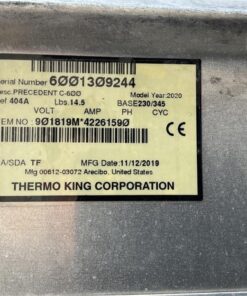 Serial Number 6001309244
esc. PRECEDENT C-600 Model Year: 2020
ef 404A Lbs. 14.5 BASE230/345
VOLT AMP PH CYC
EM NO: 901819M*42261590
CE
A/SDA TF MFG Date 11/12/2019
Mfg 00612-03072 Arecibo, United States
THERMO KING CORPORATION